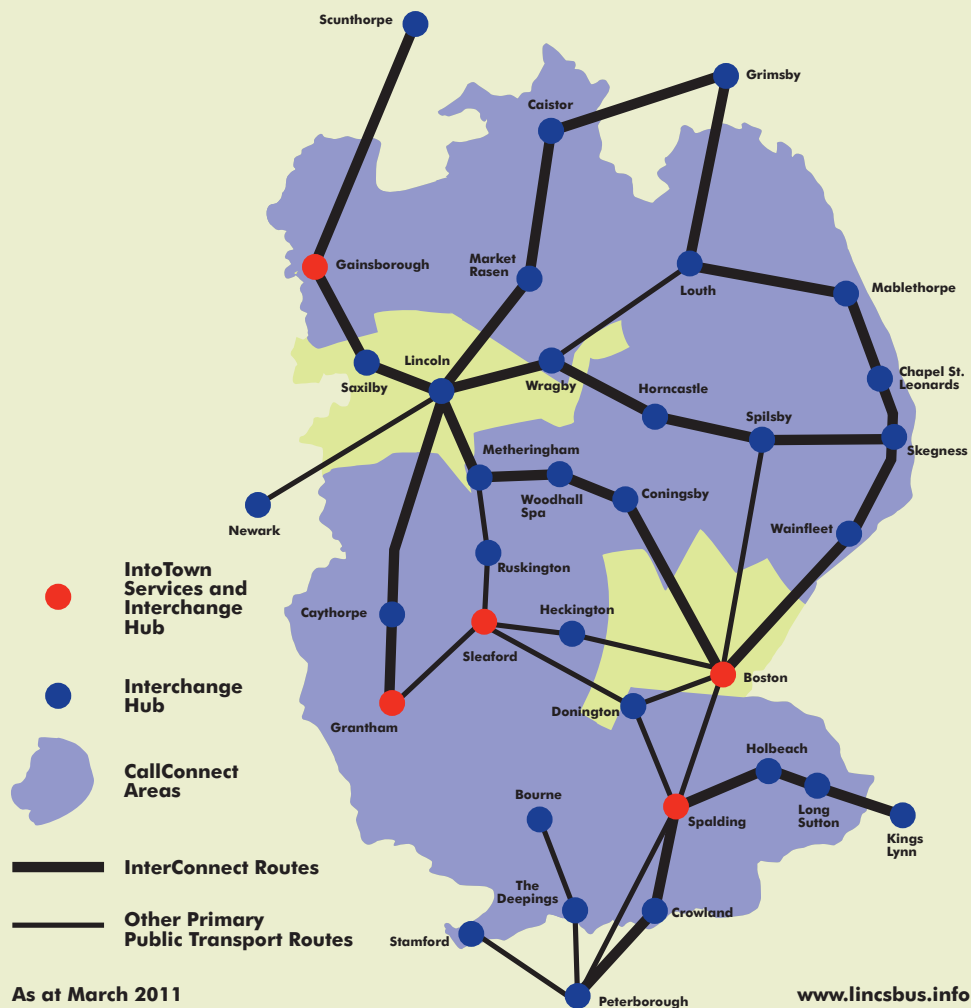 Scunthorpe
Grimsby
Caistor
Gainsborough
Market
Rasen
Louth
Mablethorpe
Lincoln
Saxilby
Wragby
Horncastle
Chapel St.
Leonards
Spilsby
Skegness
Metheringham
Woodhall
Spa
Coningsby
Newark
Wainfleet
Ruskington
Heckington
Caythorpe
Sleaford
Boston
Grantham
Donington
Holbeach
Bourne
Spalding
Long
Sutton
Kings
Lynn
The
Deepings
Crowland
Stamford
Peterborough
IntoTown
Services and
Interchange
Hub
Interchange
Hub
CallConnect
Areas
InterConnect Routes
Other Primary
Public Transport Routes
As at March 2011
www.lincsbus.info